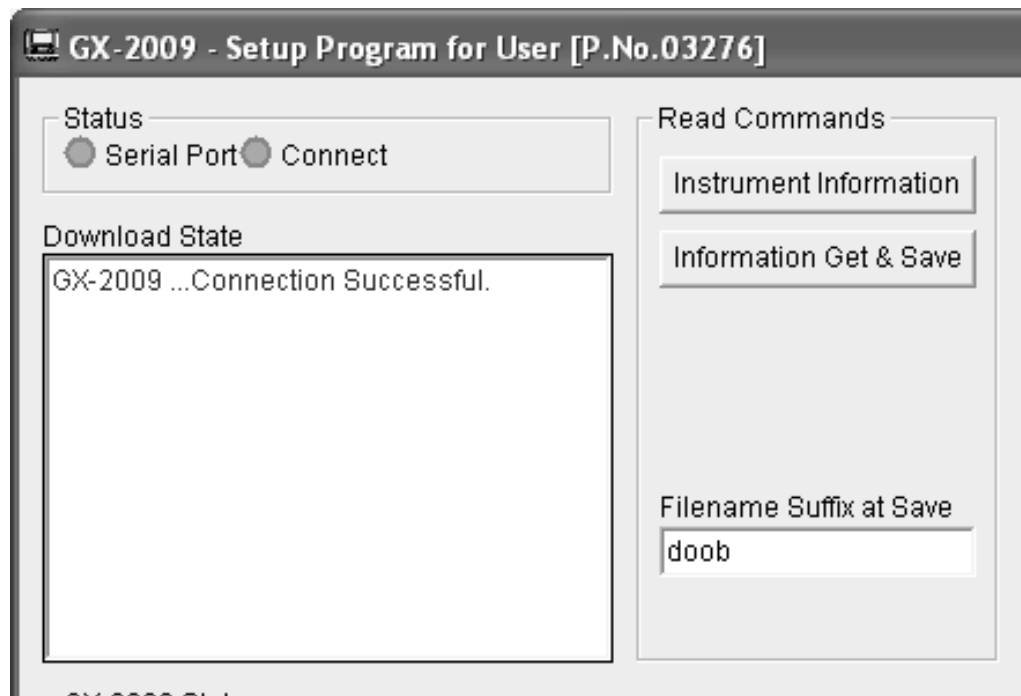 GX-2009 - Setup Program for User [P.No.03276]
Status
Serial Port Connect
Download State
GX-2009 ...Connection Successful.
Read Commands
Instrument Information
Information Get & Save
Filename Suffix at Save
doob